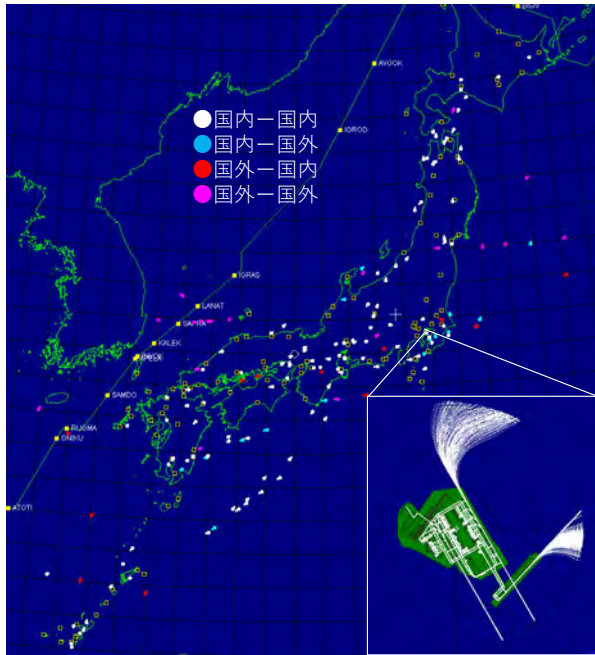 AVOCK
IGROD
国内ー国内
国内ー国外
国外ー国内
国外ー国外
IGRAS
LANAT
SAPRA
KALEK
SAMDO
RUGMA
ONIKU
ATOTI